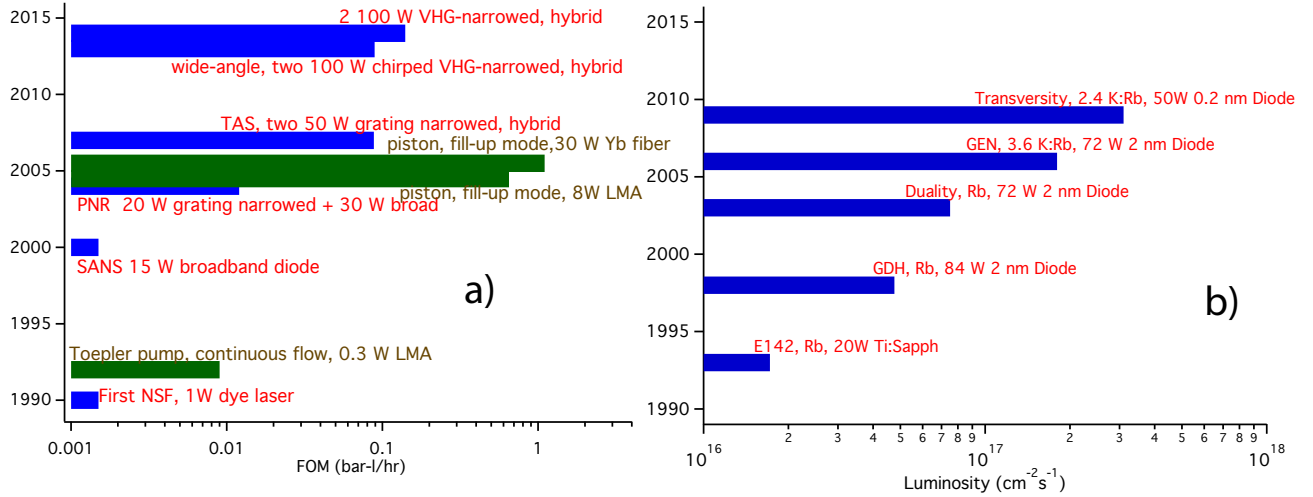 2015
2 100 W VHG-narrowed, hybrid
wide-angle, two 100 W chirped VHG-narrowed, hybrid
2010
TAS, two 50 W grating narrowed, hybrid
piston, fill-up mode,30 W Yb fiber
2005
piston, fill-up mode, 8W LMA
PNR 20 W grating narrowed + 30 W broad
2000
SANS 15 W broadband diode
a)
1995
Toepler pump, continuous flow, 0.3 W LMA
First NSF, 1W dye laser
1990
0.001 0.01 0.1 1
FOM (bar-l/hr)
2015
2010
Transversity, 2.4 K:Rb, 50W 0.2 nm Diode
GEN, 3.6 K:Rb, 72 W 2 nm Diode
2005
Duality, Rb, 72 W 2 nm Diode
2000
GDH, Rb, 84 W 2 nm Diode
b)
1995
E142, Rb, 20W Ti:Sapph
1990
10^16 2 3 4 5 6 7 8 9 10^17 2 3 4 5 6 7 8 9 10^18
Luminosity (cm^-2 s^-1)